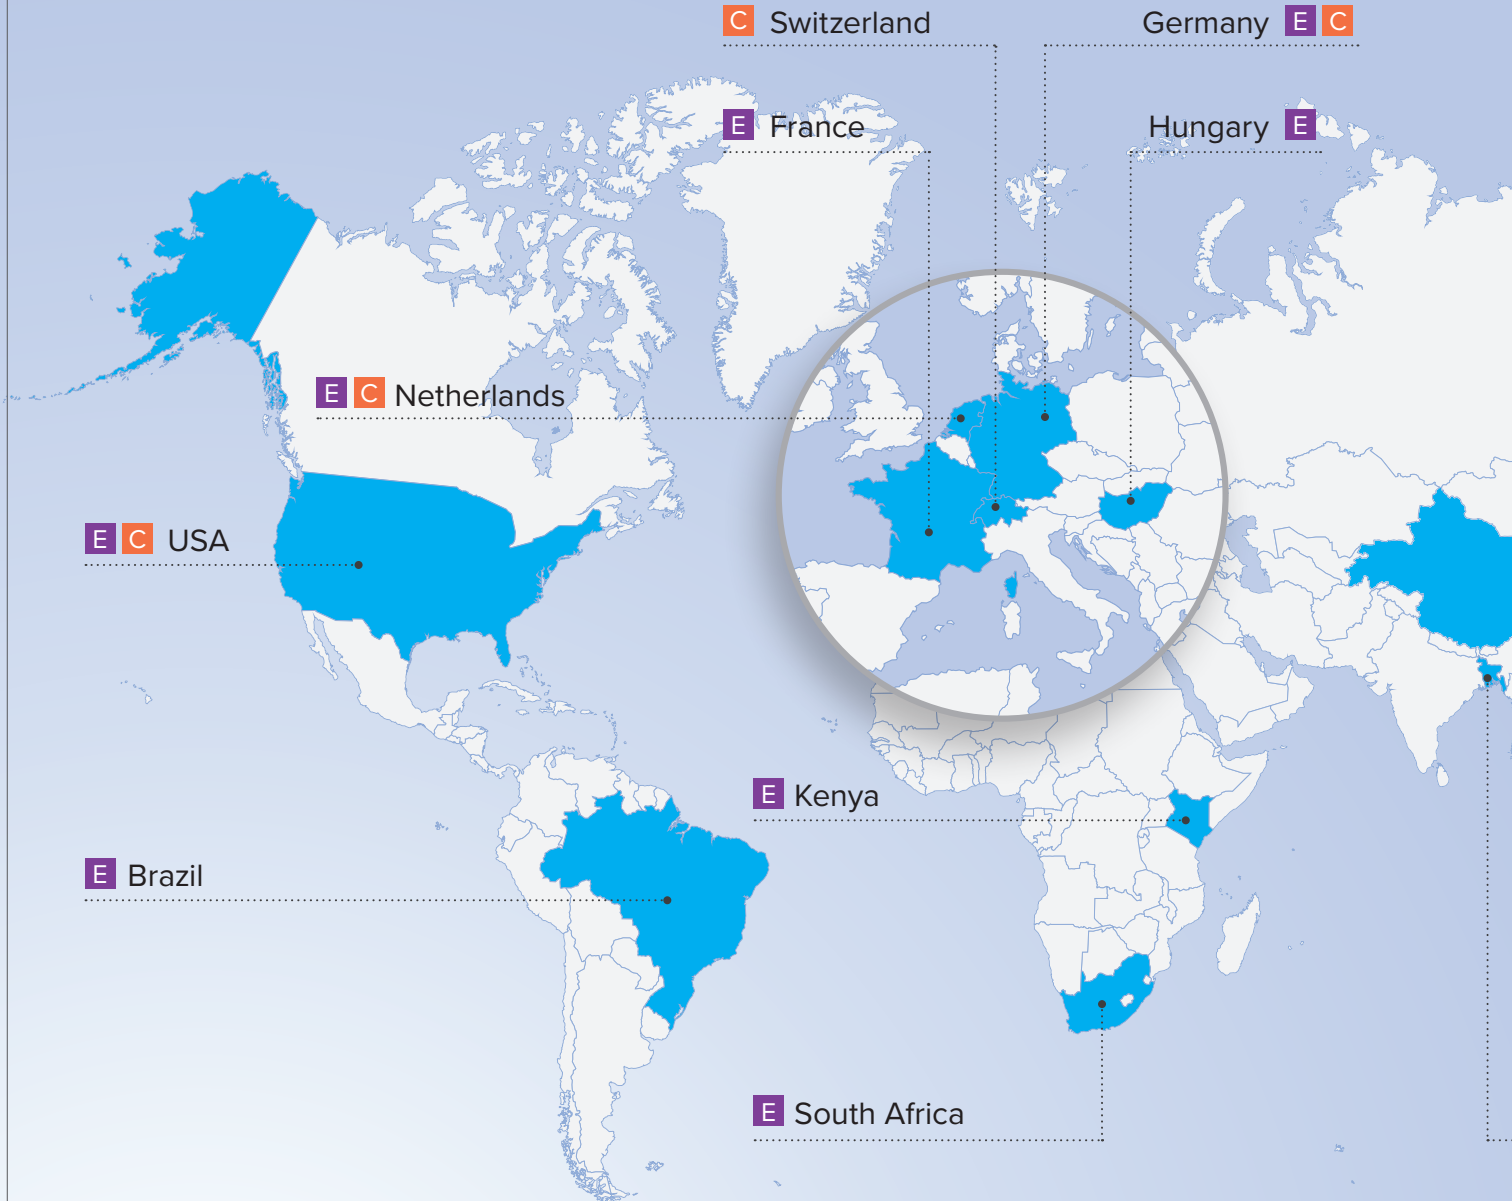 C Switzerland
Germany E C
E France
Hungary E
E C Netherlands
E C USA
E Kenya
E Brazil
E South Africa